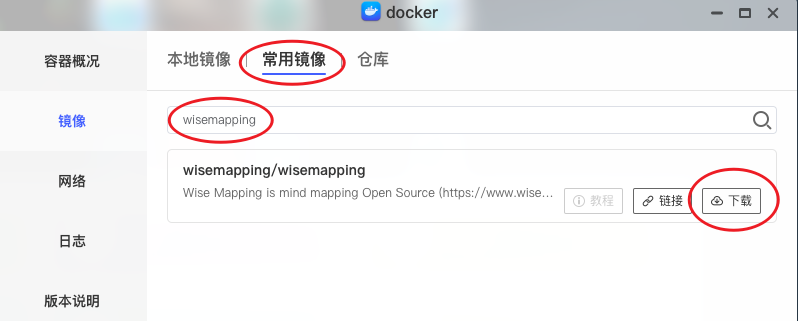 docker
容器概况
镜像
网络
日志
版本说明
本地镜像 常用镜像 仓库
wisemapping
wisemapping/wisemapping
Wise Mapping is mind mapping Open Source (https://www.wise...
教程 链接 下载